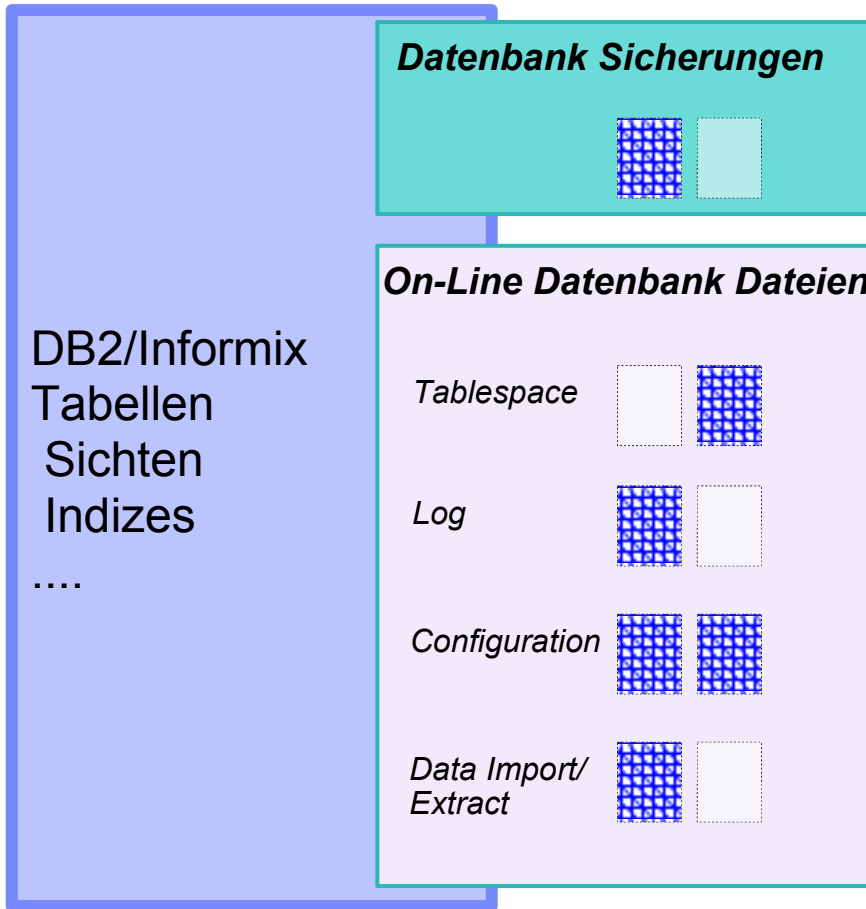 Datenbank Sicherungen
On-Line Datenbank Dateien
DB2/Informix
Tabellen
Sichten
Indizes
....
Tablespace
Log
Configuration
Data Import/
Extract